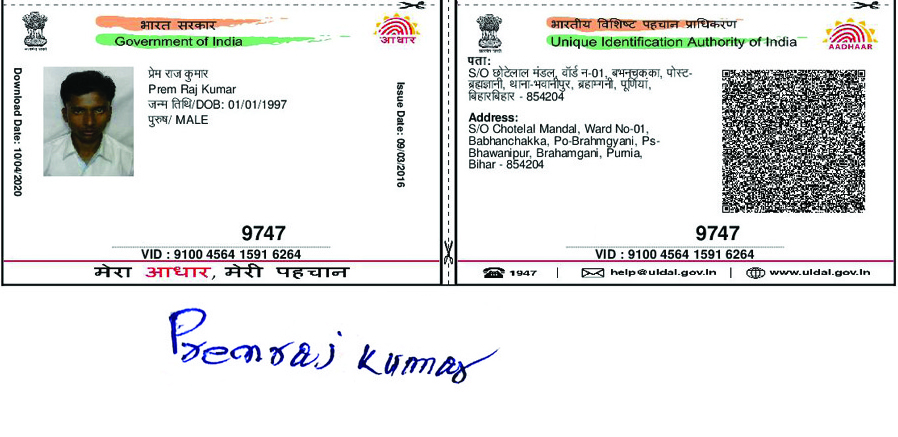 भारत सरकार
Government of India
आधार
Download Date: 10/04/2020
प्रेम राज कुमार
Prem Raj Kumar
जन्म तिथि/DOB: 01/01/1997
पुरुष/ MALE
Issue Date: 09/03/2016
9747
VID : 9100 4564 1591 6264
मेरा आधार, मेरी पहचान
भारतीय विशिष्ट पहचान प्राधिकरण
Unique Identification Authority of India
AADHAAR
पता:
S/O छोटेलाल मंडल, वॉर्ड न-01, बभनचक्का, पोस्ट-
ब्रह्मज्ञानी, थाना-भवानीपुर, ब्रहाम्गनी, पूर्णिया,
बिहारबिहार - 854204
Address:
S/O Chotelal Mandal, Ward No-01,
Babhanchakka, Po-Brahmgyani, Ps-
Bhawanipur, Brahamgani, Purnia,
Bihar - 854204
9747
VID : 9100 4564 1591 6264
1947 | help@uidai.gov.in | www.uidai.gov.in
Premraj Kumar